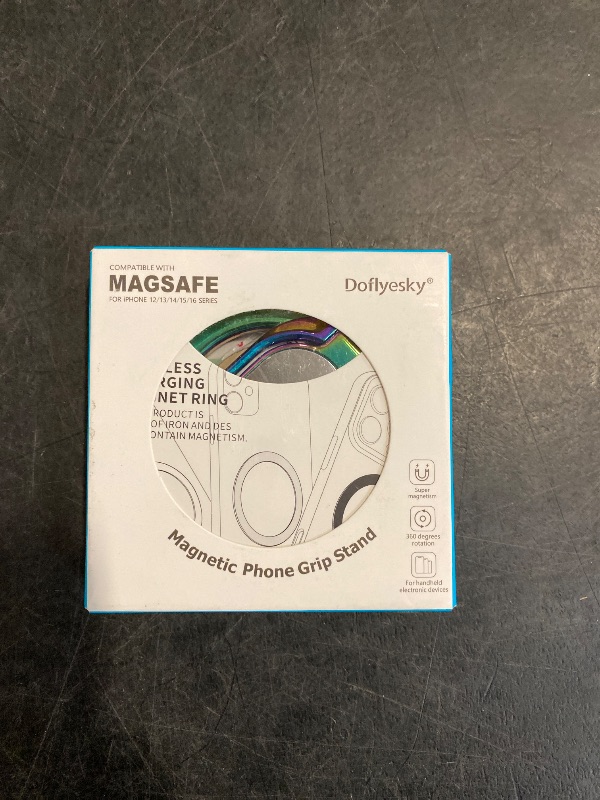 COMPATIBLE WITH
MAGSAFE
FOR iPHONE 12/13/14/15/16 SERIES
Doflyesky®
LESS
RGING
NET RING
RODUCT IS
OF IRON AND DES
ONTAIN MAGNETISM.
Super
magnetism
360 degrees
rotation
For handheld
electronic devices
Magnetic Phone Grip Stand